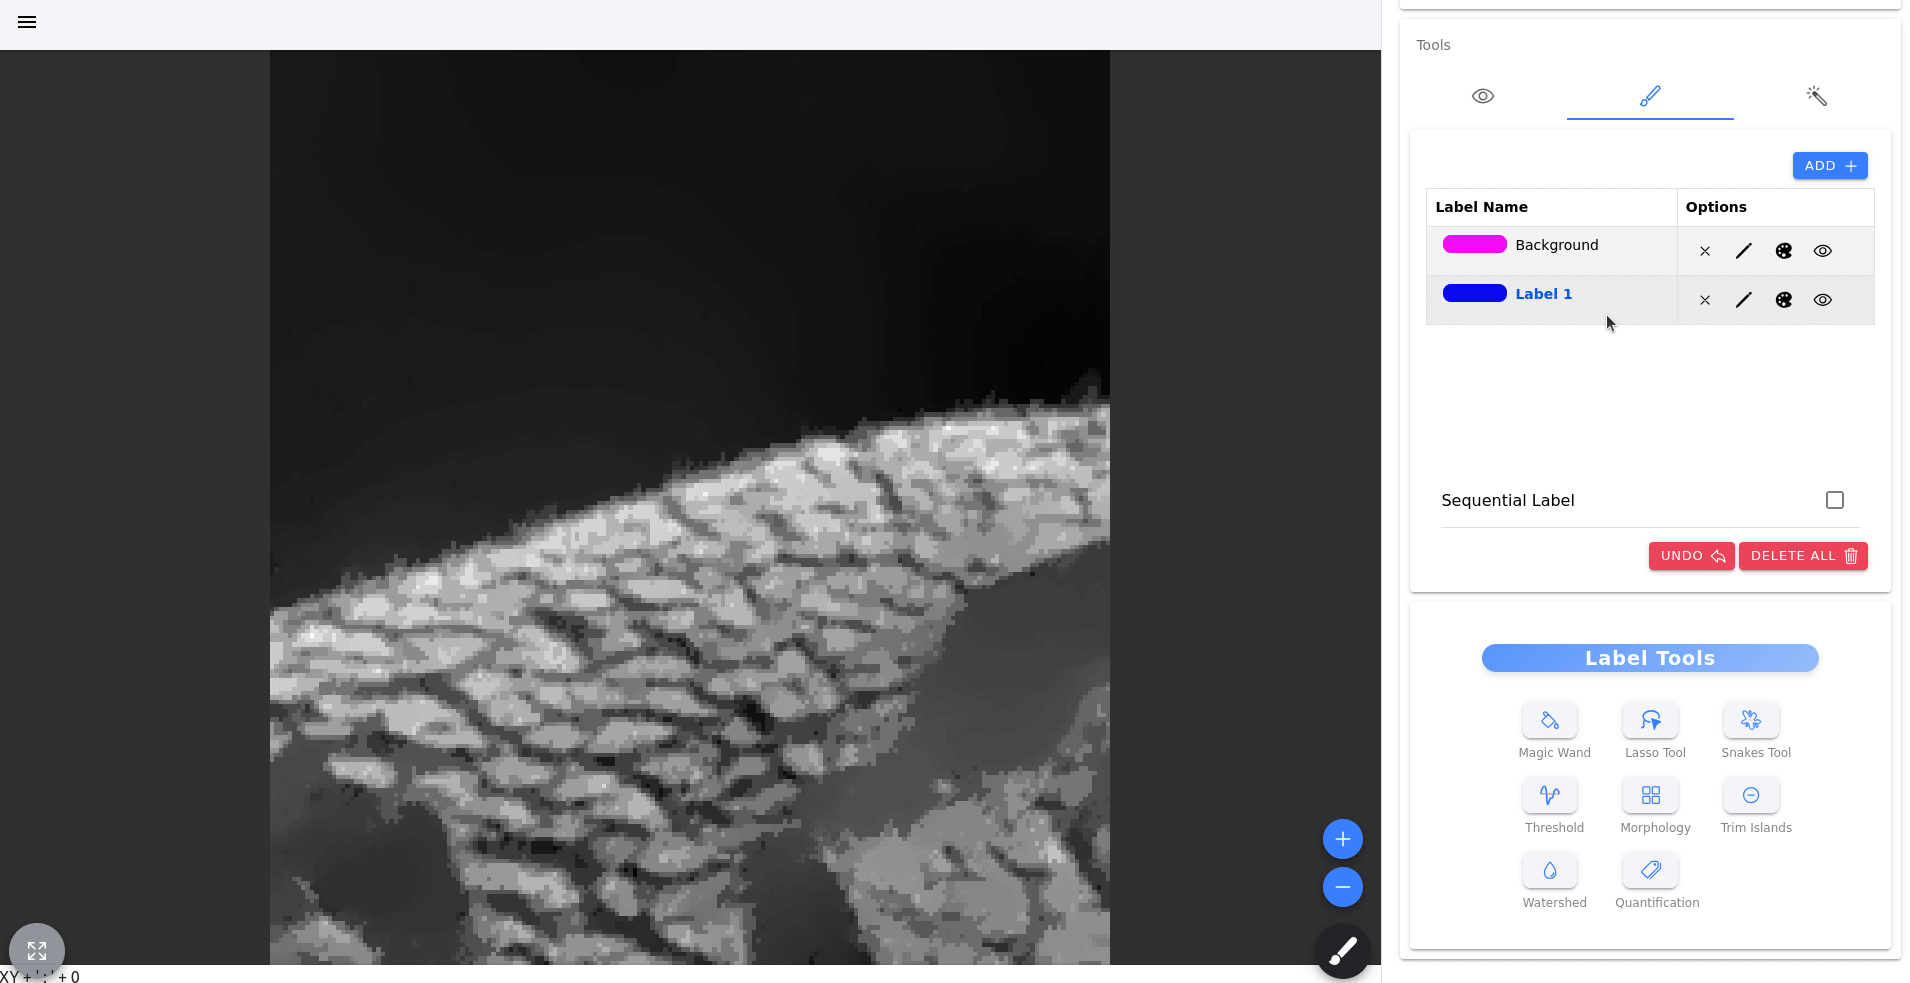 Tools
ADD
Label Name Options
Background
Label 1
Sequential Label
UNDO DELETE ALL
Label Tools
Magic Wand Lasso Tool Snakes Tool
Threshold Morphology Trim Islands
Watershed Quantification
XY + ' : ' + 0